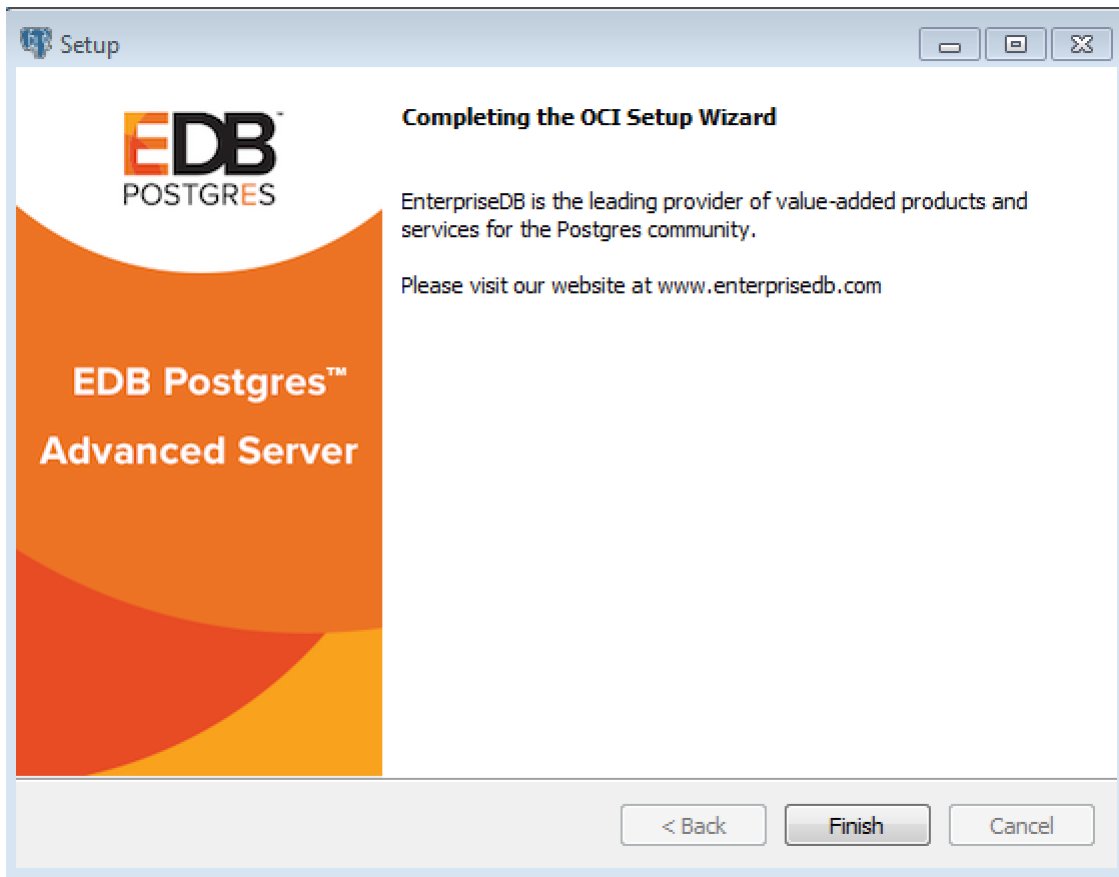 Setup
EDB™
POSTGRES
Completing the OCI Setup Wizard
EnterpriseDB is the leading provider of value-added products and
services for the Postgres community.
Please visit our website at www.enterprisedb.com
EDB Postgres™
Advanced Server
< Back
Finish
Cancel